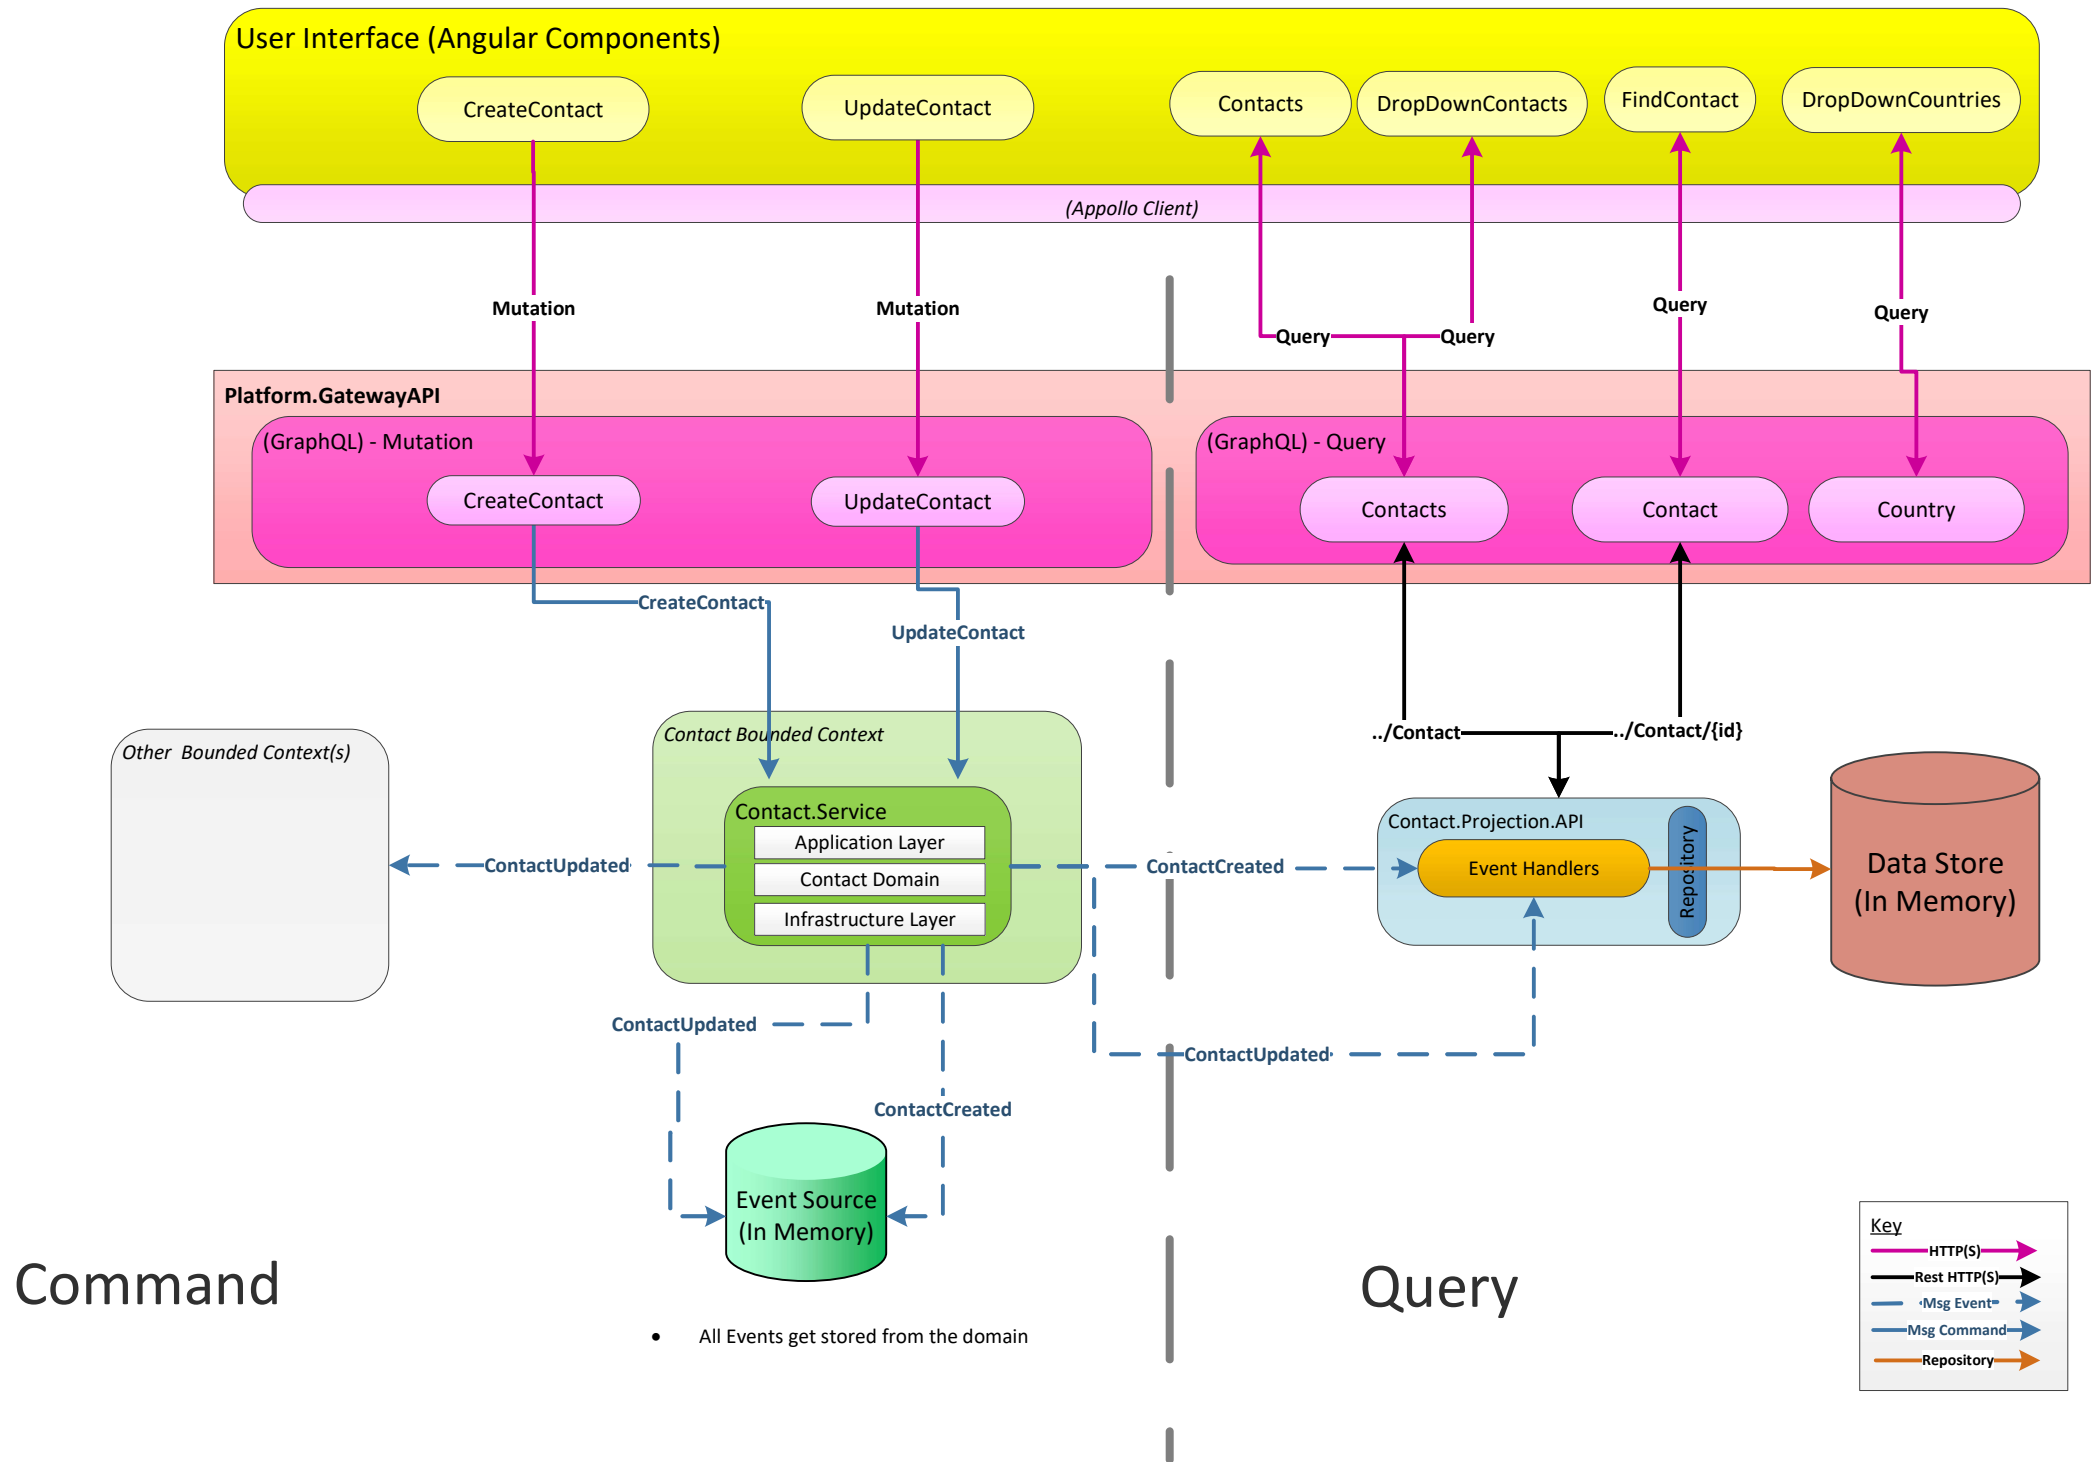 User Interface (Angular Components)
CreateContact
UpdateContact
Contacts
DropDownContacts
FindContact
DropDownCountries
(Appollo Client)
Mutation
Mutation
Query
Query
Query
Query
Platform.GatewayAPI
(GraphQL) - Mutation
(GraphQL) - Query
CreateContact
UpdateContact
Contacts
Contact
Country
CreateContact
UpdateContact
../Contact
../Contact/{id}
Other Bounded Context(s)
Contact Bounded Context
Contact.Service
Application Layer
Contact Domain
Infrastructure Layer
ContactUpdated
ContactCreated
Contact.Projection.API
Event Handlers
Repository
Data Store
(In Memory)
ContactUpdated
ContactUpdated
ContactCreated
Event Source
(In Memory)
Command
Query
All Events get stored from the domain
Key
HTTP(S)
Rest HTTP(S)
Msg Event
Msg Command
Repository